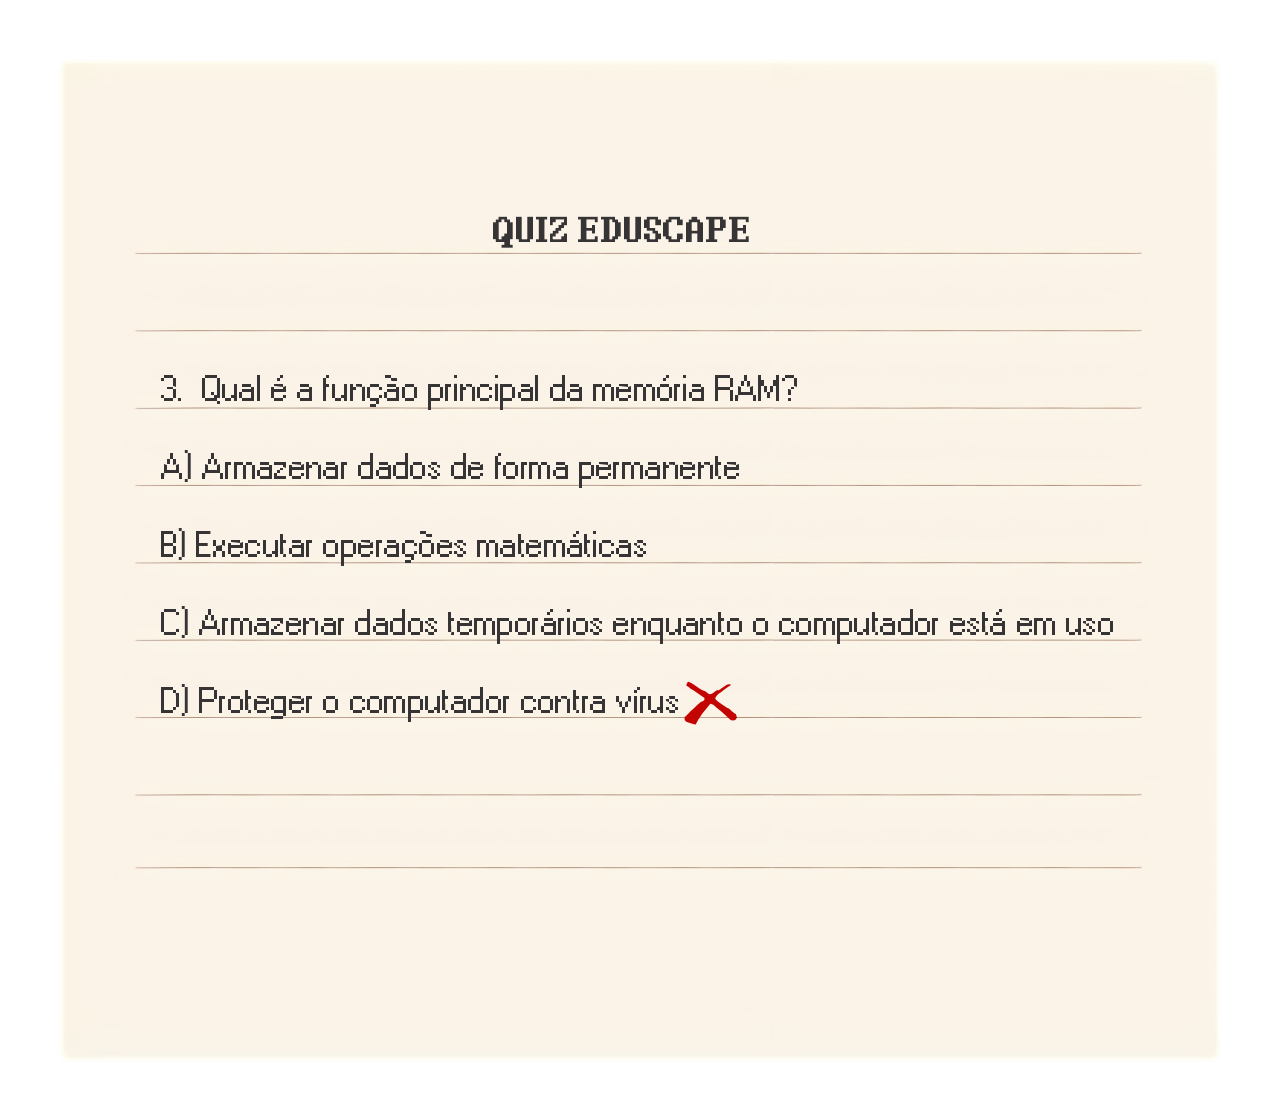 QUIZ EDUSCAPE
3. Qual é a função principal da memória RAM?
A) Armazenar dados de forma permanente
B) Executar operações matemáticas
C) Armazenar dados temporários enquanto o computador está em uso
D) Proteger o computador contra vírus